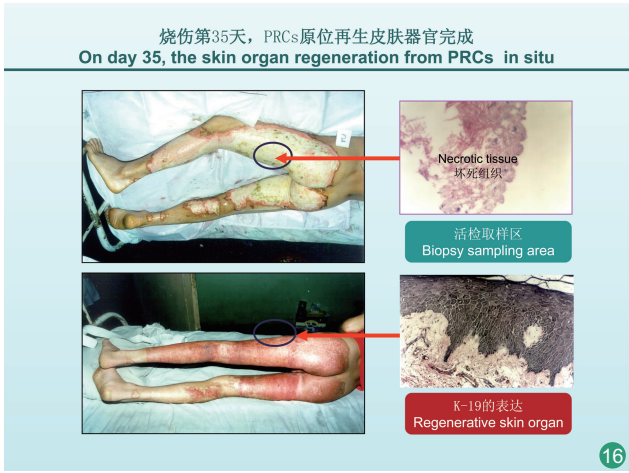 烧伤第35天，PRCs原位再生皮肤器官完成
On day 35, the skin organ regeneration from PRCs in situ
Necrotic tissue
坏死组织
活检取样区
Biopsy sampling area
K-19的表达
Regenerative skin organ
16